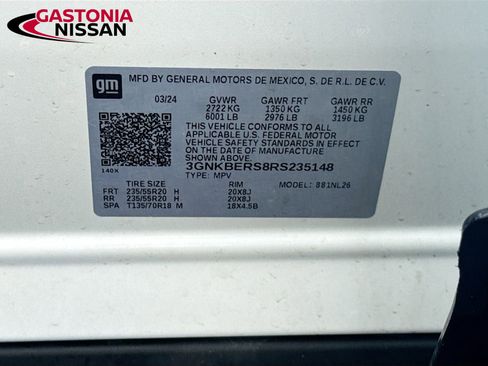 GASTONIA
NISSAN
gm
MFD BY GENERAL MOTORS DE MEXICO, S. DE R.L. DE C.V.
03/24 GVWR GAWR FRT GAWR RR
2722 KG 1350 KG 1450 KG
6001 LB 2976 LB 3196 LB
THIS VEHICLE CONFORMS TO ALL
APPLICABLE U.S. FEDERAL MOTOR
VEHICLE SAFETY STANDARDS IN EFFECT
ON THE DATE OF MANUFACTURE
SHOWN ABOVE.
3GNKBERS8RS235148
140X TYPE: MPV
TIRE SIZE RIM MODEL: 881NL26
FRT 235/55R20 H 20X8J
RR 235/55R20 H 20X8J
SPA T135/70R18 M 18X4.5B